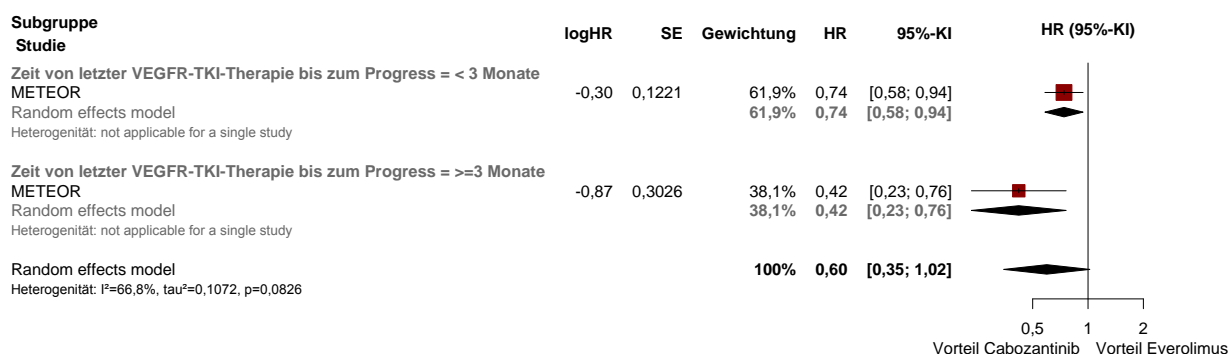 Subgruppe
Studie logHR SE Gewichtung HR 95%-KI HR (95%-KI)
Zeit von letzter VEGFR-TKI-Therapie bis zum Progress = < 3 Monate
METEOR -0,30 0,1221 61,9% 0,74 [0,58; 0,94]
Random effects model 61,9% 0,74 [0,58; 0,94]
Heterogenität: not applicable for a single study
Zeit von letzter VEGFR-TKI-Therapie bis zum Progress = >=3 Monate
METEOR -0,87 0,3026 38,1% 0,42 [0,23; 0,76]
Random effects model 38,1% 0,42 [0,23; 0,76]
Heterogenität: not applicable for a single study
Random effects model 100% 0,60 [0,35; 1,02]
Heterogenität: I²=66,8%, tau²=0,1072, p=0,0826
0,5 1 2
Vorteil Cabozantinib Vorteil Everolimus